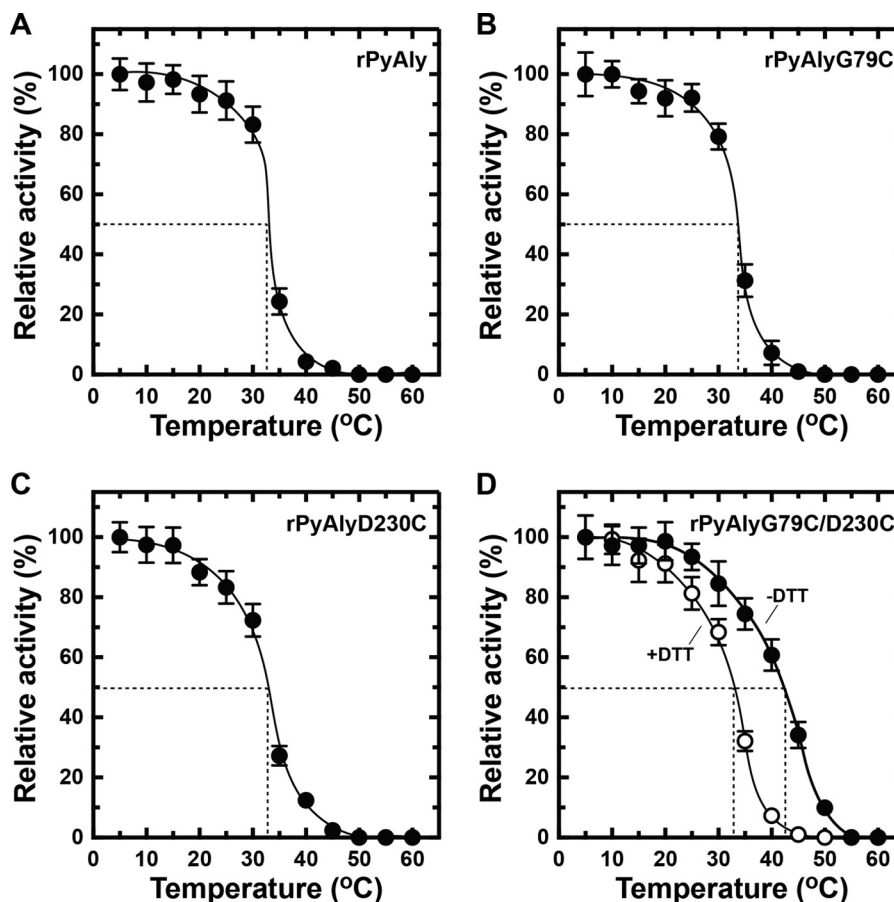 A
rPyAly
Relative activity (%)
100
80
60
40
20
0
0 10 20 30 40 50 60
Temperature (°C)
B
rPyAlyG79C
Relative activity (%)
100
80
60
40
20
0
0 10 20 30 40 50 60
Temperature (°C)
C
rPyAlyD230C
Relative activity (%)
100
80
60
40
20
0
0 10 20 30 40 50 60
Temperature (°C)
D
rPyAlyG79C/D230C
Relative activity (%)
100
80
60
40
20
0
-DTT
+DTT
0 10 20 30 40 50 60
Temperature (°C)